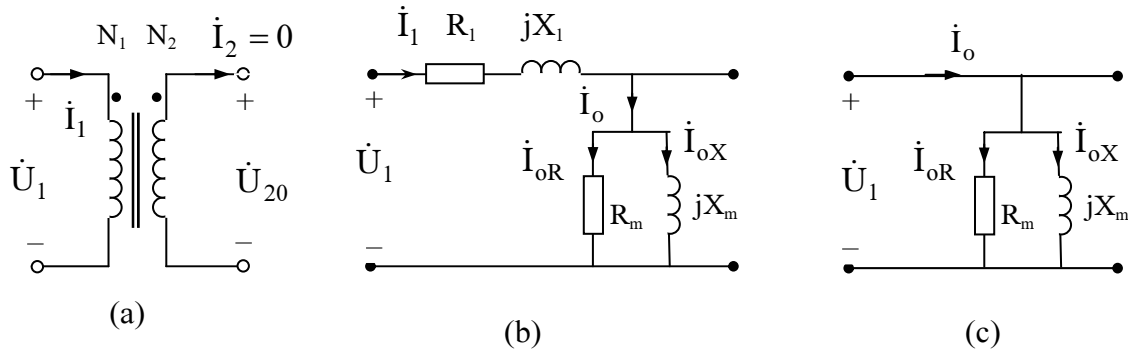 N₁ N₂ İ₂ = 0
+ +
İ₁
U̇₁ U̇₂₀
− −
(a)
İ₁ R₁ jX₁
+
İₒ
U̇₁ İₒR İₒX
Rₘ jXₘ
−
(b)
İₒ
+
U̇₁ İₒR İₒX
Rₘ jXₘ
−
(c)